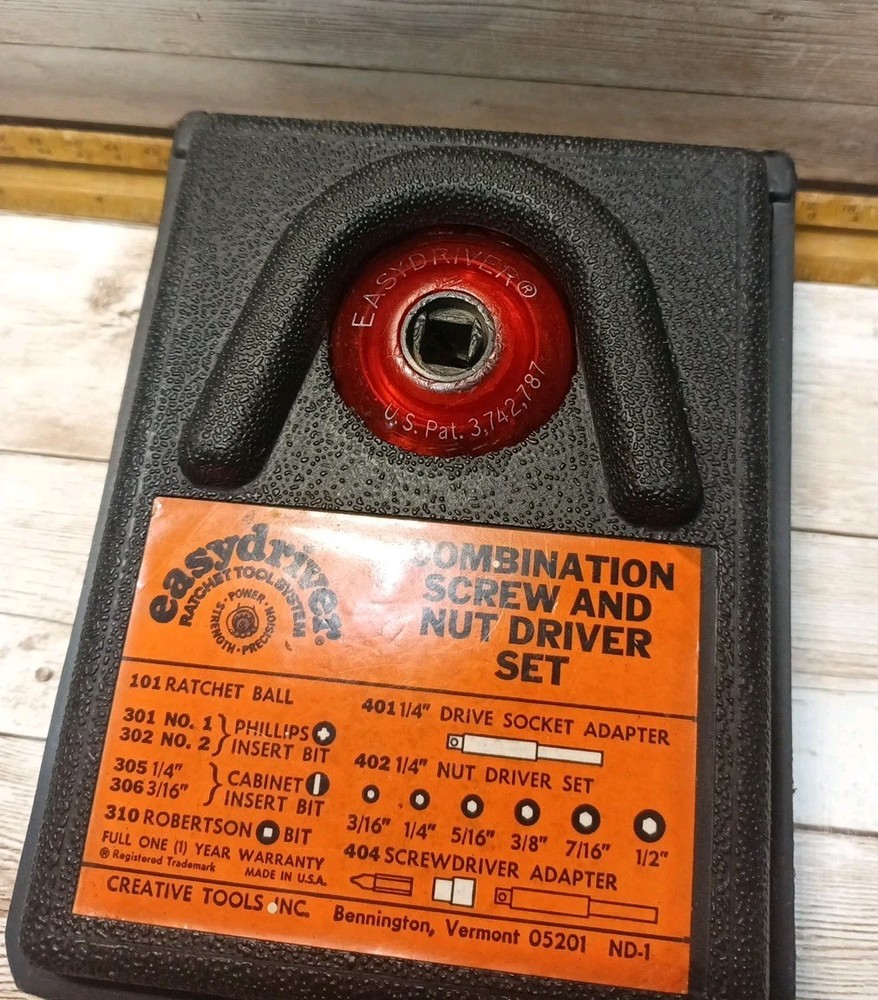 EASYDRIVER®
U.S. Pat. 3,742,787
easydriver®
RATCHET TOOL SYSTEM
STRENGTH·POWER·PRECISION
COMBINATION
SCREW AND
NUT DRIVER
SET
101 RATCHET BALL
301 NO. 1 } PHILLIPS
302 NO. 2 } INSERT BIT
305 1/4" } CABINET
306 3/16" } INSERT BIT
310 ROBERTSON BIT
FULL ONE (1) YEAR WARRANTY
® Registered Trademark MADE IN U.S.A.
401 1/4" DRIVE SOCKET ADAPTER
402 1/4" NUT DRIVER SET
3/16" 1/4" 5/16" 3/8" 7/16" 1/2"
404 SCREWDRIVER ADAPTER
CREATIVE TOOLS INC. Bennington, Vermont 05201 ND-1